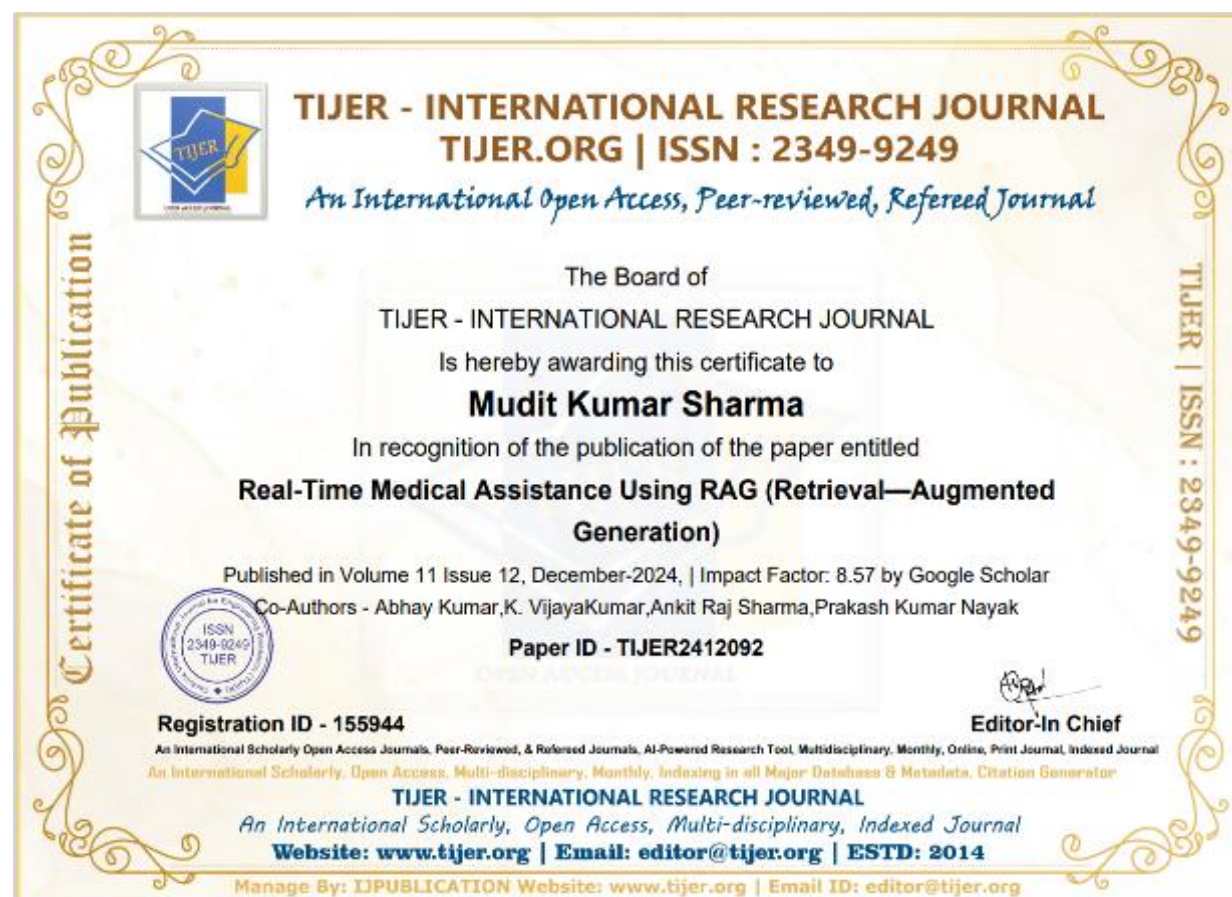 TIJER - INTERNATIONAL RESEARCH JOURNAL
TIJER.ORG | ISSN : 2349-9249
An International Open Access, Peer-reviewed, Refereed Journal
TIJER
OPEN ACCESS JOURNAL
Certificate of Publication
TIJER | ISSN : 2349-9249
The Board of
TIJER - INTERNATIONAL RESEARCH JOURNAL
Is hereby awarding this certificate to
Mudit Kumar Sharma
In recognition of the publication of the paper entitled
Real-Time Medical Assistance Using RAG (Retrieval—Augmented
Generation)
Published in Volume 11 Issue 12, December-2024, | Impact Factor: 8.57 by Google Scholar
Co-Authors - Abhay Kumar,K. VijayaKumar,Ankit Raj Sharma,Prakash Kumar Nayak
Paper ID - TIJER2412092
OPEN ACCESS JOURNAL
ISSN
2349-9249
TIJER
Registration ID - 155944
Editor-In Chief
An International Scholarly Open Access Journals, Peer-Reviewed, & Refereed Journals, AI-Powered Research Tool, Multidisciplinary, Monthly, Online, Print Journal, Indexed Journal
An International Scholarly, Open Access, Multi-disciplinary, Monthly, Indexing in all Major Database & Metadata, Citation Generator
TIJER - INTERNATIONAL RESEARCH JOURNAL
An International Scholarly, Open Access, Multi-disciplinary, Indexed Journal
Website: www.tijer.org | Email: editor@tijer.org | ESTD: 2014
Manage By: IJPUBLICATION Website: www.tijer.org | Email ID: editor@tijer.org